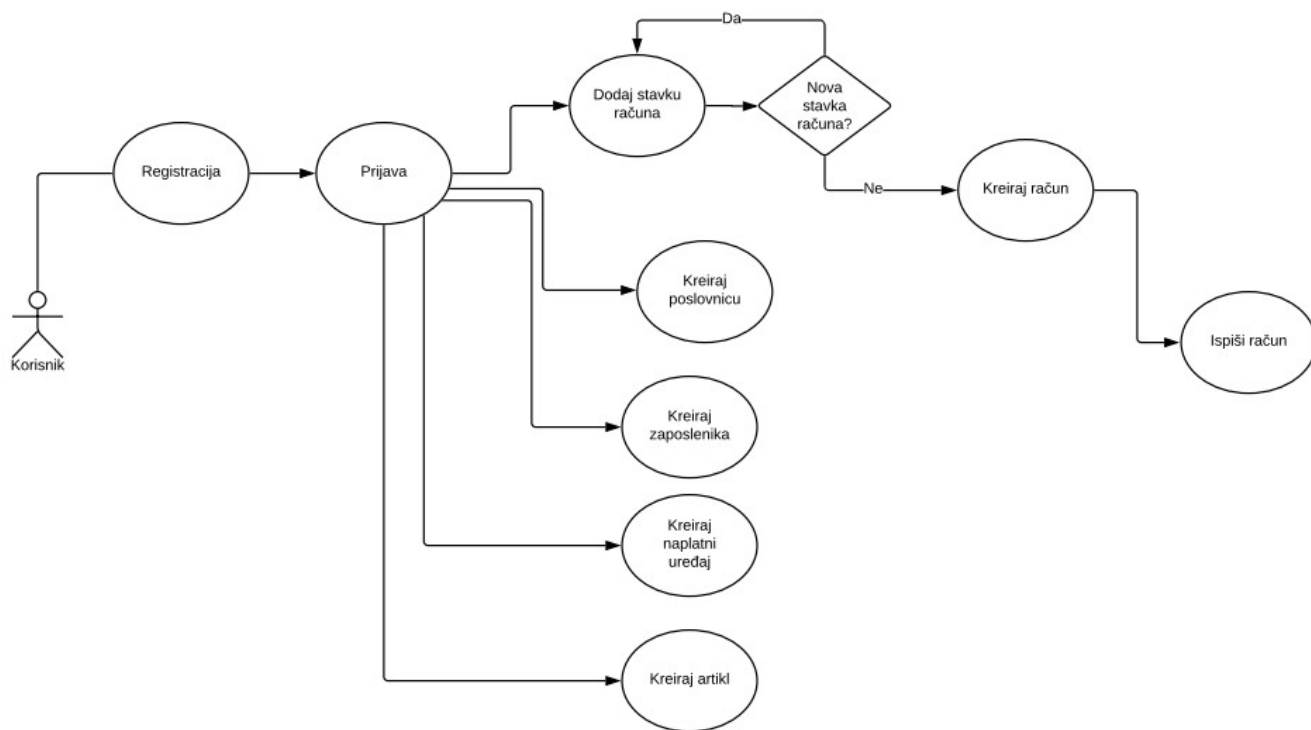 Da
Dodaj stavku
računa
Nova
stavka
računa?
Registracija
Prijava
Ne
Kreiraj račun
Kreiraj
poslovnicu
Korisnik
Ispiši račun
Kreiraj
zaposlenika
Kreiraj
naplatni
uređaj
Kreiraj artikl